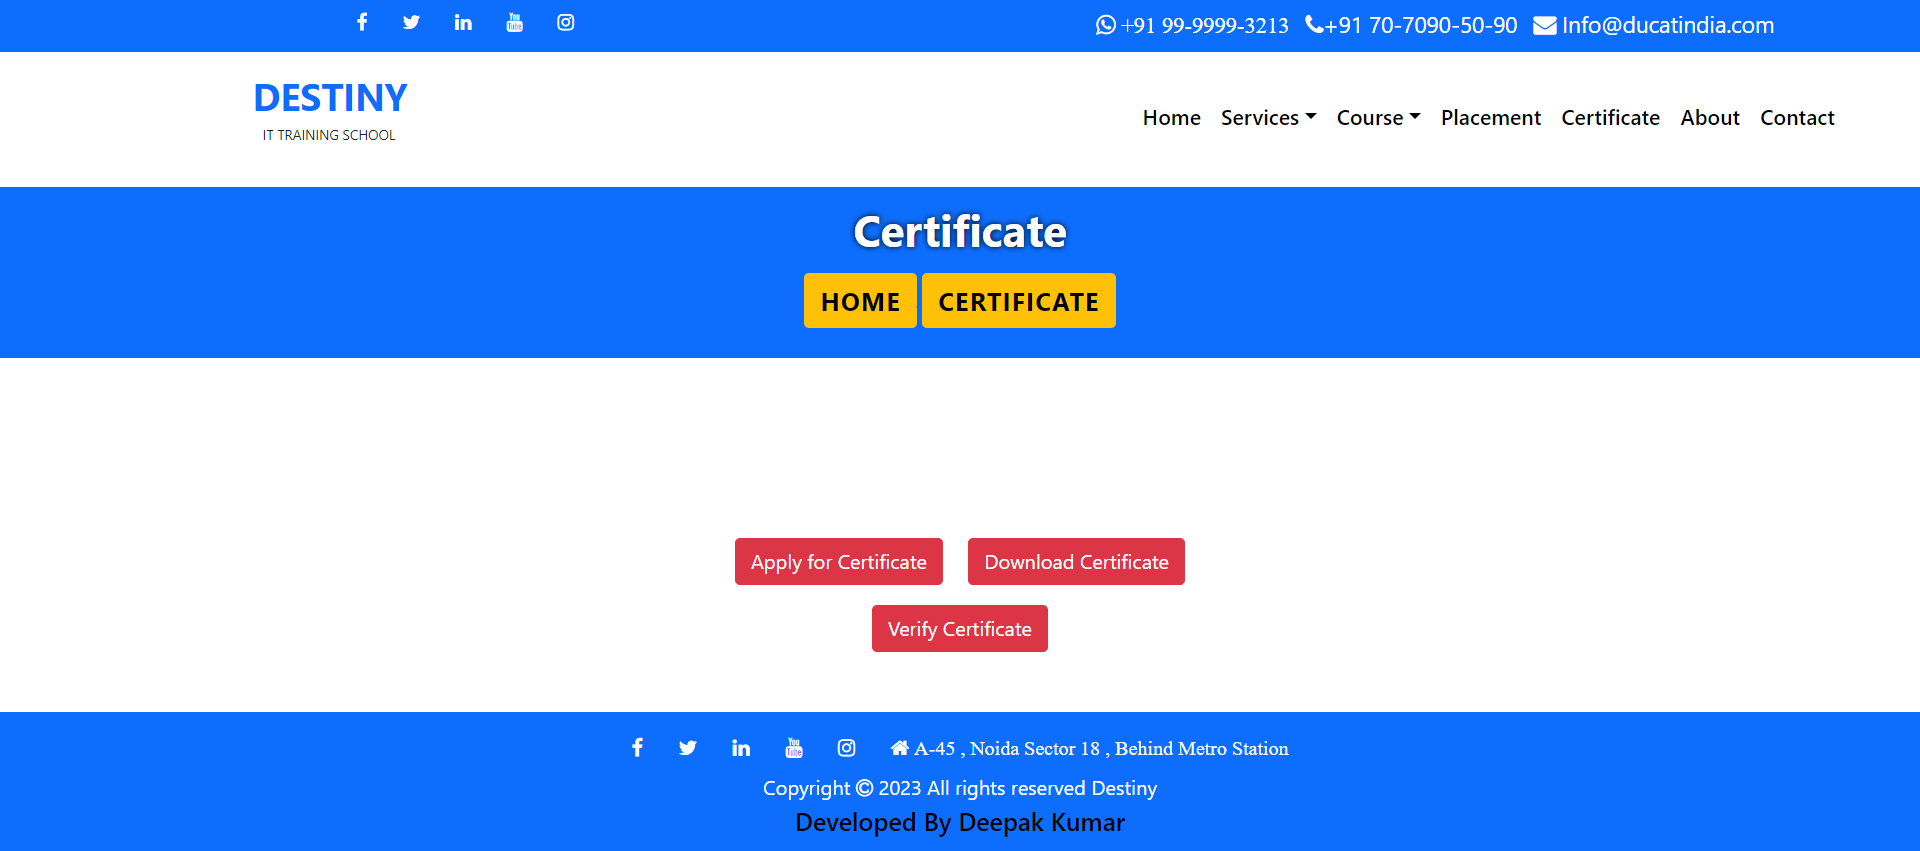 +91 99-9999-3213 +91 70-7090-50-90 Info@ducatindia.com
DESTINY
IT TRAINING SCHOOL
Home Services Course Placement Certificate About Contact
Certificate
HOME CERTIFICATE
Apply for Certificate Download Certificate
Verify Certificate
You Tube A-45 , Noida Sector 18 , Behind Metro Station
Copyright © 2023 All rights reserved Destiny
Developed By Deepak Kumar